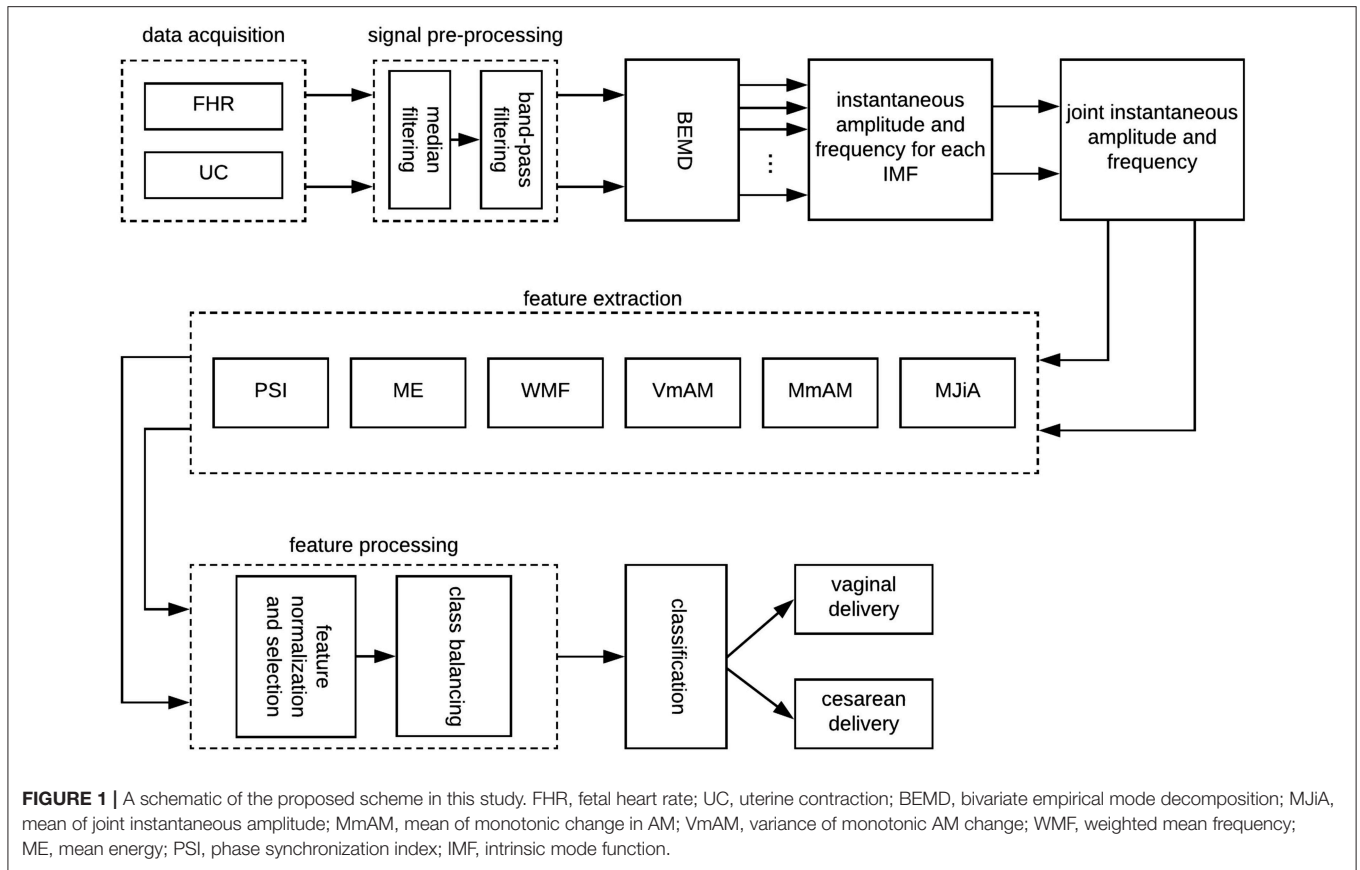 data acquisition
signal pre-processing
FHR
UC
median
filtering
band-pass
filtering
BEMD
...
instantaneous
amplitude and
frequency for each
IMF
joint instantaneous
amplitude and
frequency
feature extraction
PSI
ME
WMF
VmAM
MmAM
MJiA
feature processing
feature
normalization
and selection
class balancing
classification
vaginal
delivery
cesarean
delivery
FIGURE 1 | A schematic of the proposed scheme in this study. FHR, fetal heart rate; UC, uterine contraction; BEMD, bivariate empirical mode decomposition; MJiA,
mean of joint instantaneous amplitude; MmAM, mean of monotonic change in AM; VmAM, variance of monotonic AM change; WMF, weighted mean frequency;
ME, mean energy; PSI, phase synchronization index; IMF, intrinsic mode function.